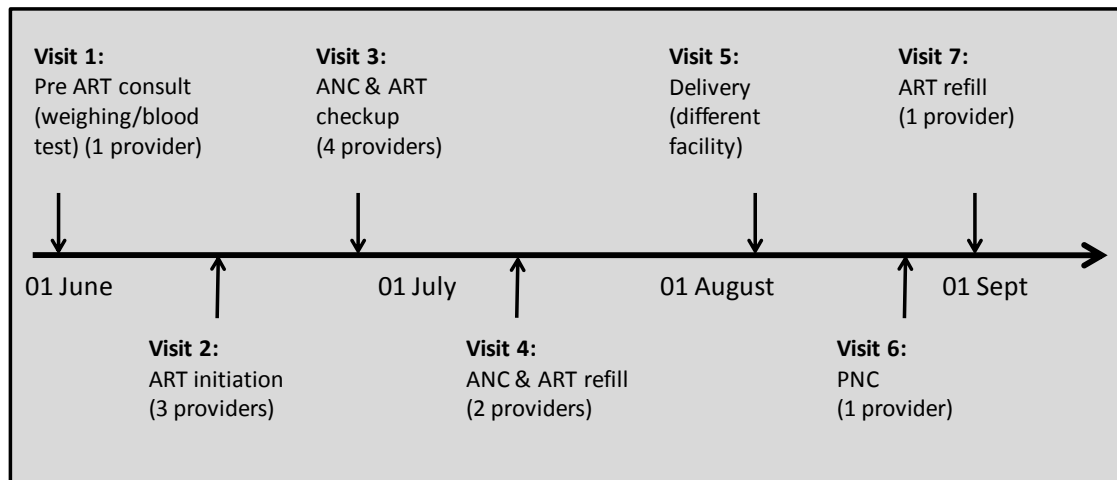 Visit 1:
Pre ART consult
(weighing/blood
test) (1 provider)
Visit 3:
ANC & ART
checkup
(4 providers)
Visit 5:
Delivery
(different
facility)
Visit 7:
ART refill
(1 provider)
01 June
01 July
01 August
01 Sept
Visit 2:
ART initiation
(3 providers)
Visit 4:
ANC & ART refill
(2 providers)
Visit 6:
PNC
(1 provider)